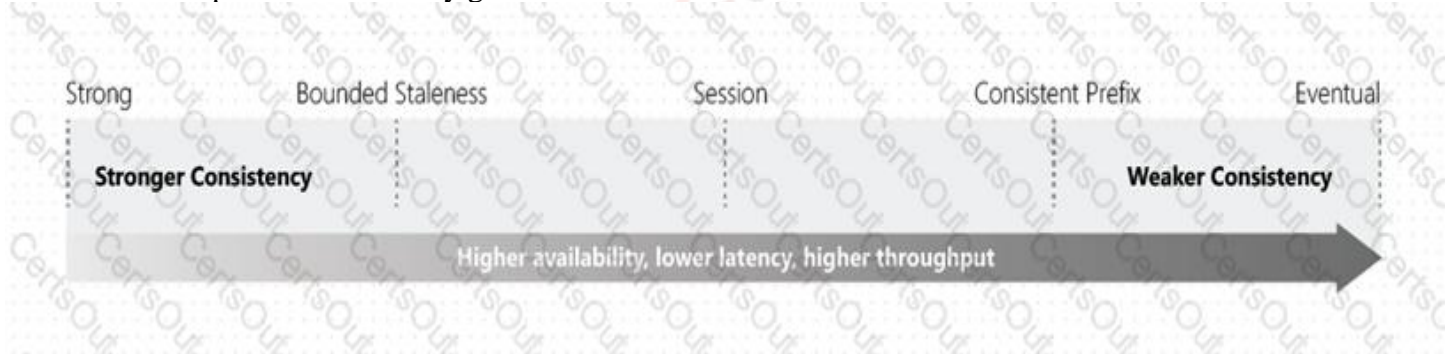 Strong Bounded Staleness Session Consistent Prefix Eventual
Stronger Consistency Weaker Consistency
Higher availability, lower latency, higher throughput